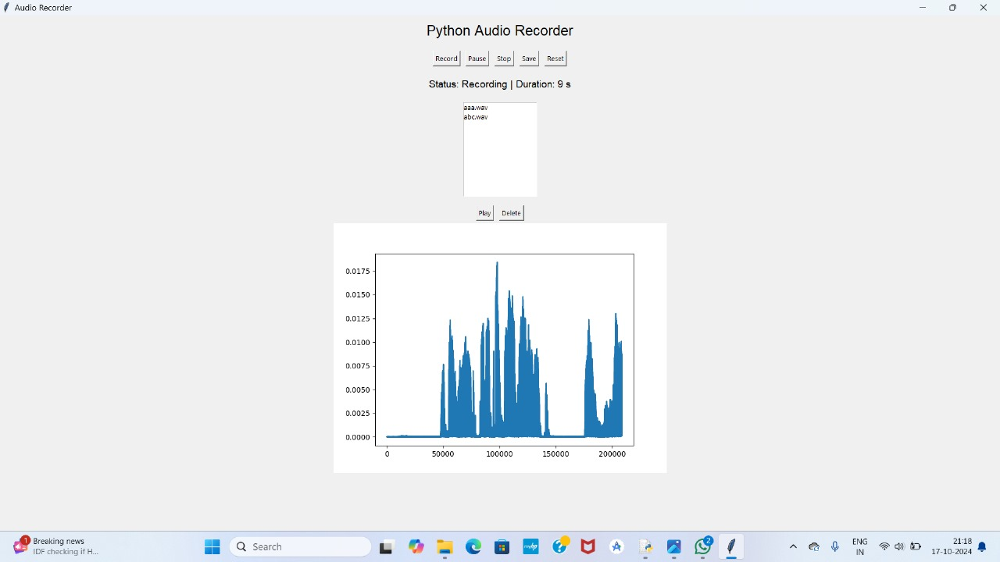 Audio Recorder
Python Audio Recorder
Record Pause Stop Save Reset
Status: Recording | Duration: 9 s
aaa.wav
abc.wav
Play Delete
0.0175
0.0150
0.0125
0.0100
0.0075
0.0050
0.0025
0.0000
0 50000 100000 150000 200000
1 Breaking news
IDF checking if H...
Search
myhp
2
ENG
IN
21:18
17-10-2024